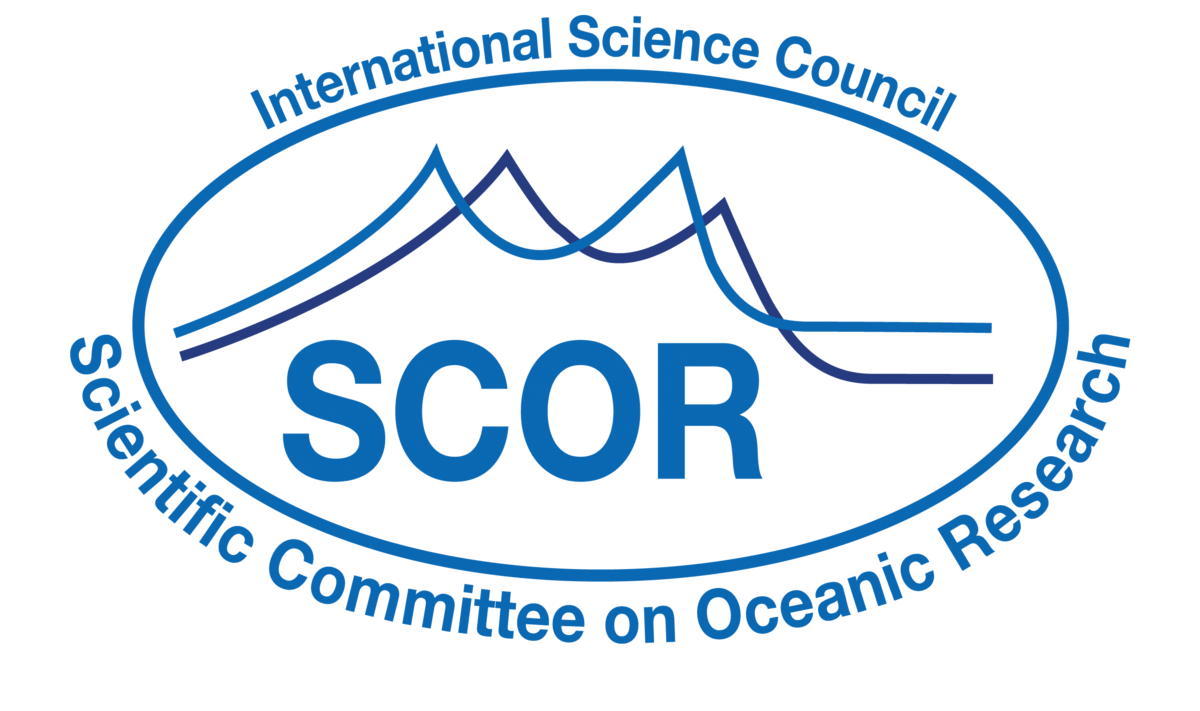 International Science Council
SCOR
Scientific Committee on Oceanic Research